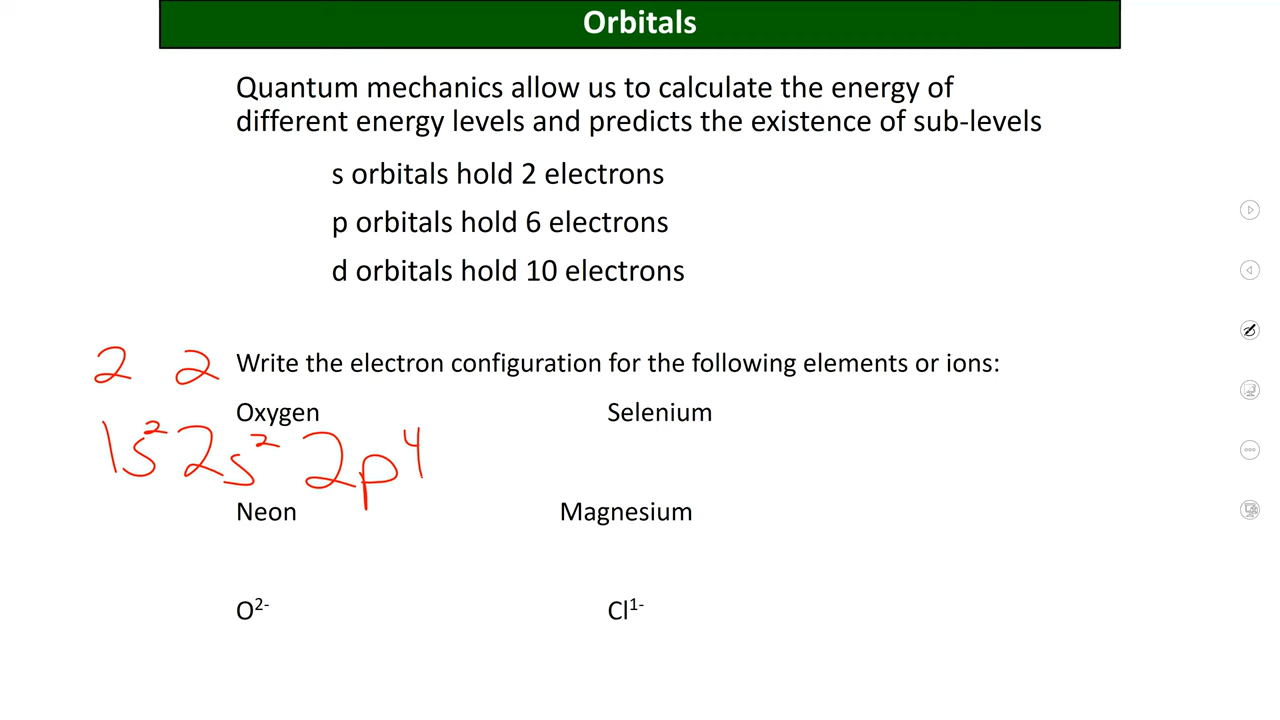 Orbitals
Quantum mechanics allow us to calculate the energy of
different energy levels and predicts the existence of sub-levels
s orbitals hold 2 electrons
p orbitals hold 6 electrons
d orbitals hold 10 electrons
2 2 Write the electron configuration for the following elements or ions:
Oxygen Selenium
1s² 2s² 2p⁴
Neon Magnesium
O²⁻ Cl¹⁻